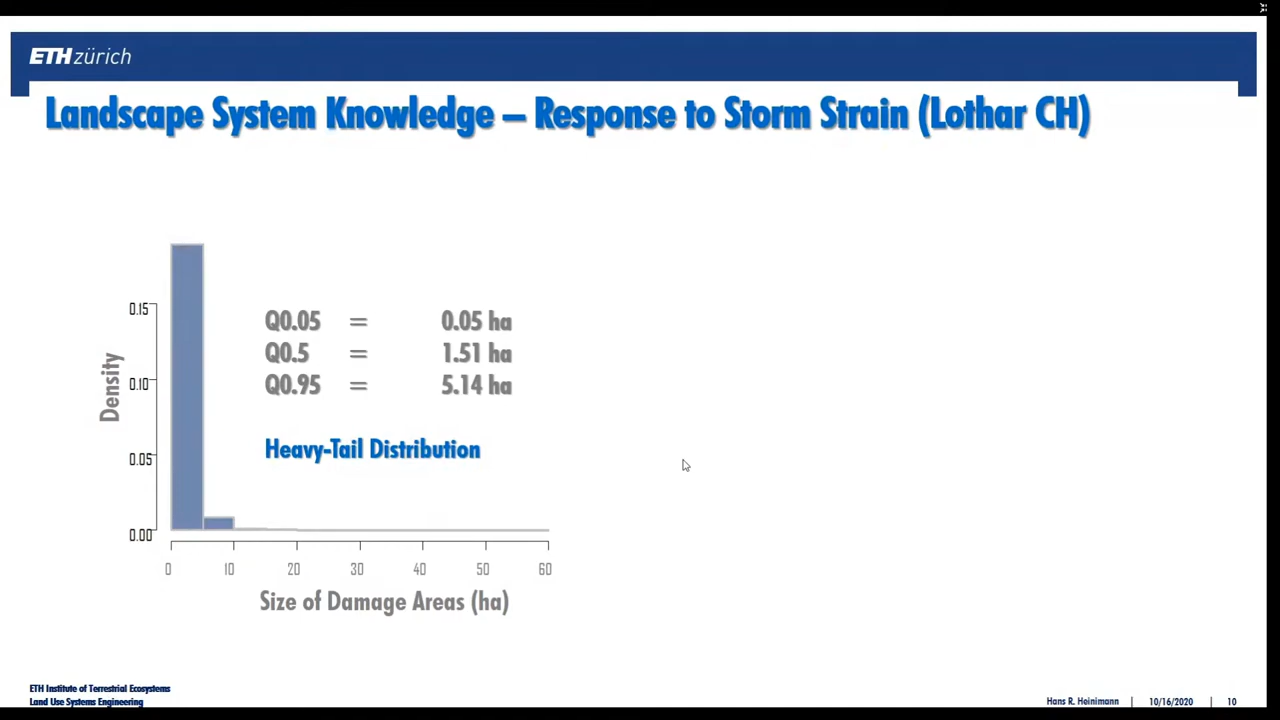 ETH zürich
Landscape System Knowledge – Response to Storm Strain (Lothar CH)
0.15
0.10
0.05
0.00
Density
Q0.05 = 0.05 ha
Q0.5 = 1.51 ha
Q0.95 = 5.14 ha
Heavy-Tail Distribution
0 10 20 30 40 50 60
Size of Damage Areas (ha)
ETH Institute of Terrestrial Ecosystems
Land Use Systems Engineering
Hans R. Heinimann | 10/16/2020 | 10